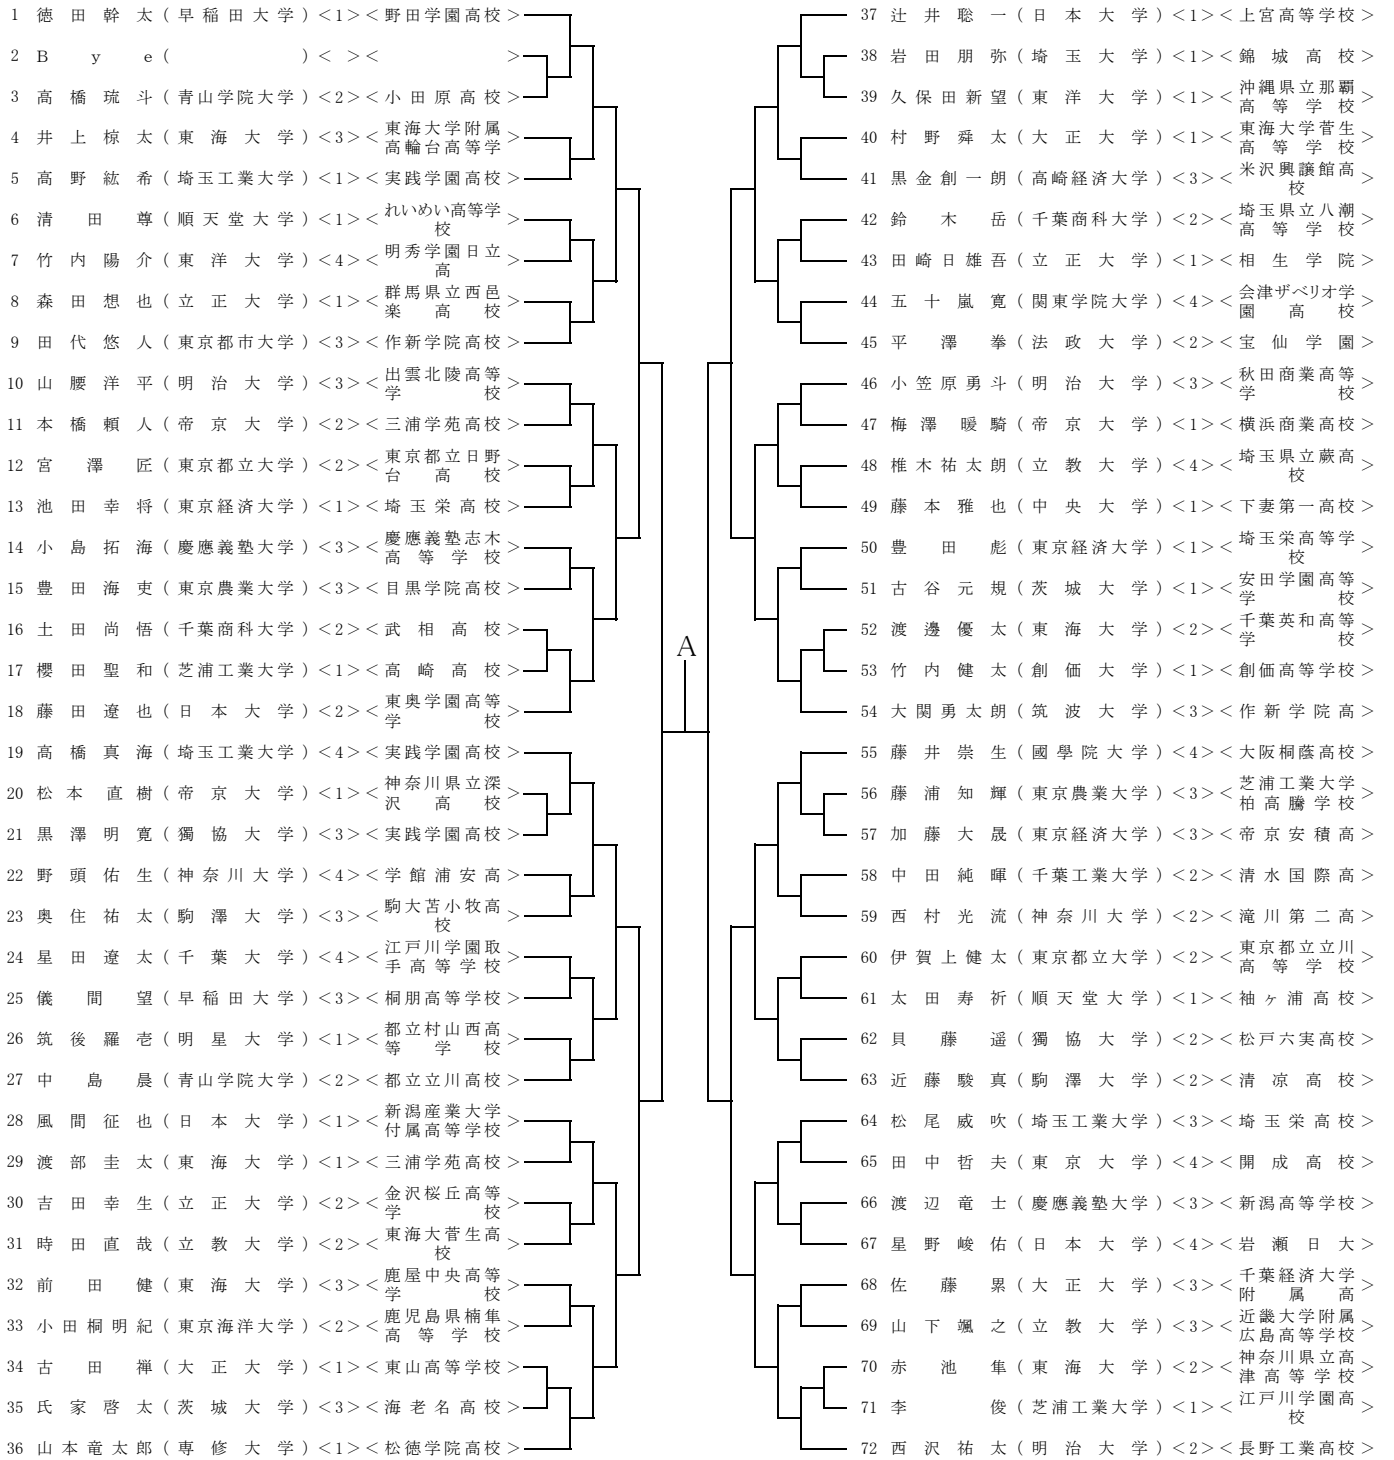 1 徳田幹太 (早稲田大学) <1> <野田学園高校>
2 Bye ( ) < > < >
3 高橋琉斗 (青山学院大学) <2> <小田原高校>
4 井上椋太 (東海大学) <3> <東海大学附属高輪台高等学>
5 高野紘希 (埼玉工業大学) <1> <実践学園高校>
6 清田尊 (順天堂大学) <1> <れいめい高等学校>
7 竹内陽介 (東洋大学) <4> <明秀学園日立高>
8 森田想也 (立正大学) <1> <群馬県立西邑楽高校>
9 田代悠人 (東京都市大学) <3> <作新学院高校>
10 山腰洋平 (明治大学) <3> <出雲北陵高等学校>
11 本橋頼人 (帝京大学) <2> <三浦学苑高校>
12 宮澤匠 (東京都立大学) <2> <東京都立日野台高校>
13 池田幸将 (東京経済大学) <1> <埼玉栄高校>
14 小島拓海 (慶應義塾大学) <3> <慶應義塾志木高等学校>
15 豊田海吏 (東京農業大学) <3> <目黒学院高校>
16 土田尚悟 (千葉商科大学) <2> <武相高校>
17 櫻田聖和 (芝浦工業大学) <1> <高崎高校>
18 藤田遼也 (日本大学) <2> <東奥学園高等学校>
19 高橋真海 (埼玉工業大学) <4> <実践学園高校>
20 松本直樹 (帝京大学) <1> <神奈川県立深沢高校>
21 黒澤明寛 (獨協大学) <3> <実践学園高校>
22 野頭佑生 (神奈川大学) <4> <学館浦安高>
23 奥住祐太 (駒澤大学) <3> <駒大苫小牧高校>
24 星田遼太 (千葉大学) <4> <江戸川学園取手高等学校>
25 儀間望 (早稲田大学) <3> <桐朋高等学校>
26 筑後羅壱 (明星大学) <1> <都立村山西高等学校>
27 中島晨 (青山学院大学) <2> <都立立川高校>
28 風間征也 (日本大学) <1> <新潟産業大学付属高等学校>
29 渡部圭太 (東海大学) <1> <三浦学苑高校>
30 吉田幸生 (立正大学) <2> <金沢桜丘高等学校>
31 時田直哉 (立教大学) <2> <東海大菅生高校>
32 前田健 (東海大学) <3> <鹿屋中央高等学校>
33 小田桐明紀 (東京海洋大学) <2> <鹿児島県楠隼高等学校>
34 古田禅 (大正大学) <1> <東山高等学校>
35 氏家啓太 (茨城大学) <3> <海老名高校>
36 山本竜太郎 (専修大学) <1> <松徳学院高校>
A
37 辻井聡一 (日本大学) <1> <上宮高等学校>
38 岩田朋弥 (埼玉大学) <1> <錦城高校>
39 久保田新望 (東洋大学) <1> <沖縄県立那覇高等学校>
40 村野舜太 (大正大学) <1> <東海大学菅生高等学校>
41 黒金創一朗 (高崎経済大学) <3> <米沢興譲館高校>
42 鈴木岳 (千葉商科大学) <2> <埼玉県立八潮高等学校>
43 田崎日雄吾 (立正大学) <1> <相生学院>
44 五十嵐寛 (関東学院大学) <4> <会津ザベリオ学園高校>
45 平澤拳 (法政大学) <2> <宝仙学園>
46 小笠原勇斗 (明治大学) <3> <秋田商業高等学校>
47 梅澤暖騎 (帝京大学) <1> <横浜商業高校>
48 椎木祐太朗 (立教大学) <4> <埼玉県立蕨高校>
49 藤本雅也 (中央大学) <1> <下妻第一高校>
50 豊田彪 (東京経済大学) <1> <埼玉栄高等学校>
51 古谷元規 (茨城大学) <1> <安田学園高等学校>
52 渡邊優太 (東海大学) <2> <千葉英和高等学校>
53 竹内健太 (創価大学) <1> <創価高等学校>
54 大関勇太朗 (筑波大学) <3> <作新学院高>
55 藤井崇生 (國學院大学) <4> <大阪桐蔭高校>
56 藤浦知輝 (東京農業大学) <3> <芝浦工業大学柏高騰学校>
57 加藤大晟 (東京経済大学) <3> <帝京安積高>
58 中田純暉 (千葉工業大学) <2> <清水国際高>
59 西村光流 (神奈川大学) <2> <滝川第二高>
60 伊賀上健太 (東京都立大学) <2> <東京都立立川高等学校>
61 太田寿祈 (順天堂大学) <1> <袖ヶ浦高校>
62 貝藤遥 (獨協大学) <2> <松戸六実高校>
63 近藤駿真 (駒澤大学) <2> <清凉高校>
64 松尾威吹 (埼玉工業大学) <3> <埼玉栄高校>
65 田中哲夫 (東京大学) <4> <開成高校>
66 渡辺竜士 (慶應義塾大学) <3> <新潟高等学校>
67 星野峻佑 (日本大学) <4> <岩瀬日大>
68 佐藤累 (大正大学) <3> <千葉経済大学附属高>
69 山下颯之 (立教大学) <3> <近畿大学附属広島高等学校>
70 赤池隼 (東海大学) <2> <神奈川県立高津高等学校>
71 李俊 (芝浦工業大学) <1> <江戸川学園高校>
72 西沢祐太 (明治大学) <2> <長野工業高校>